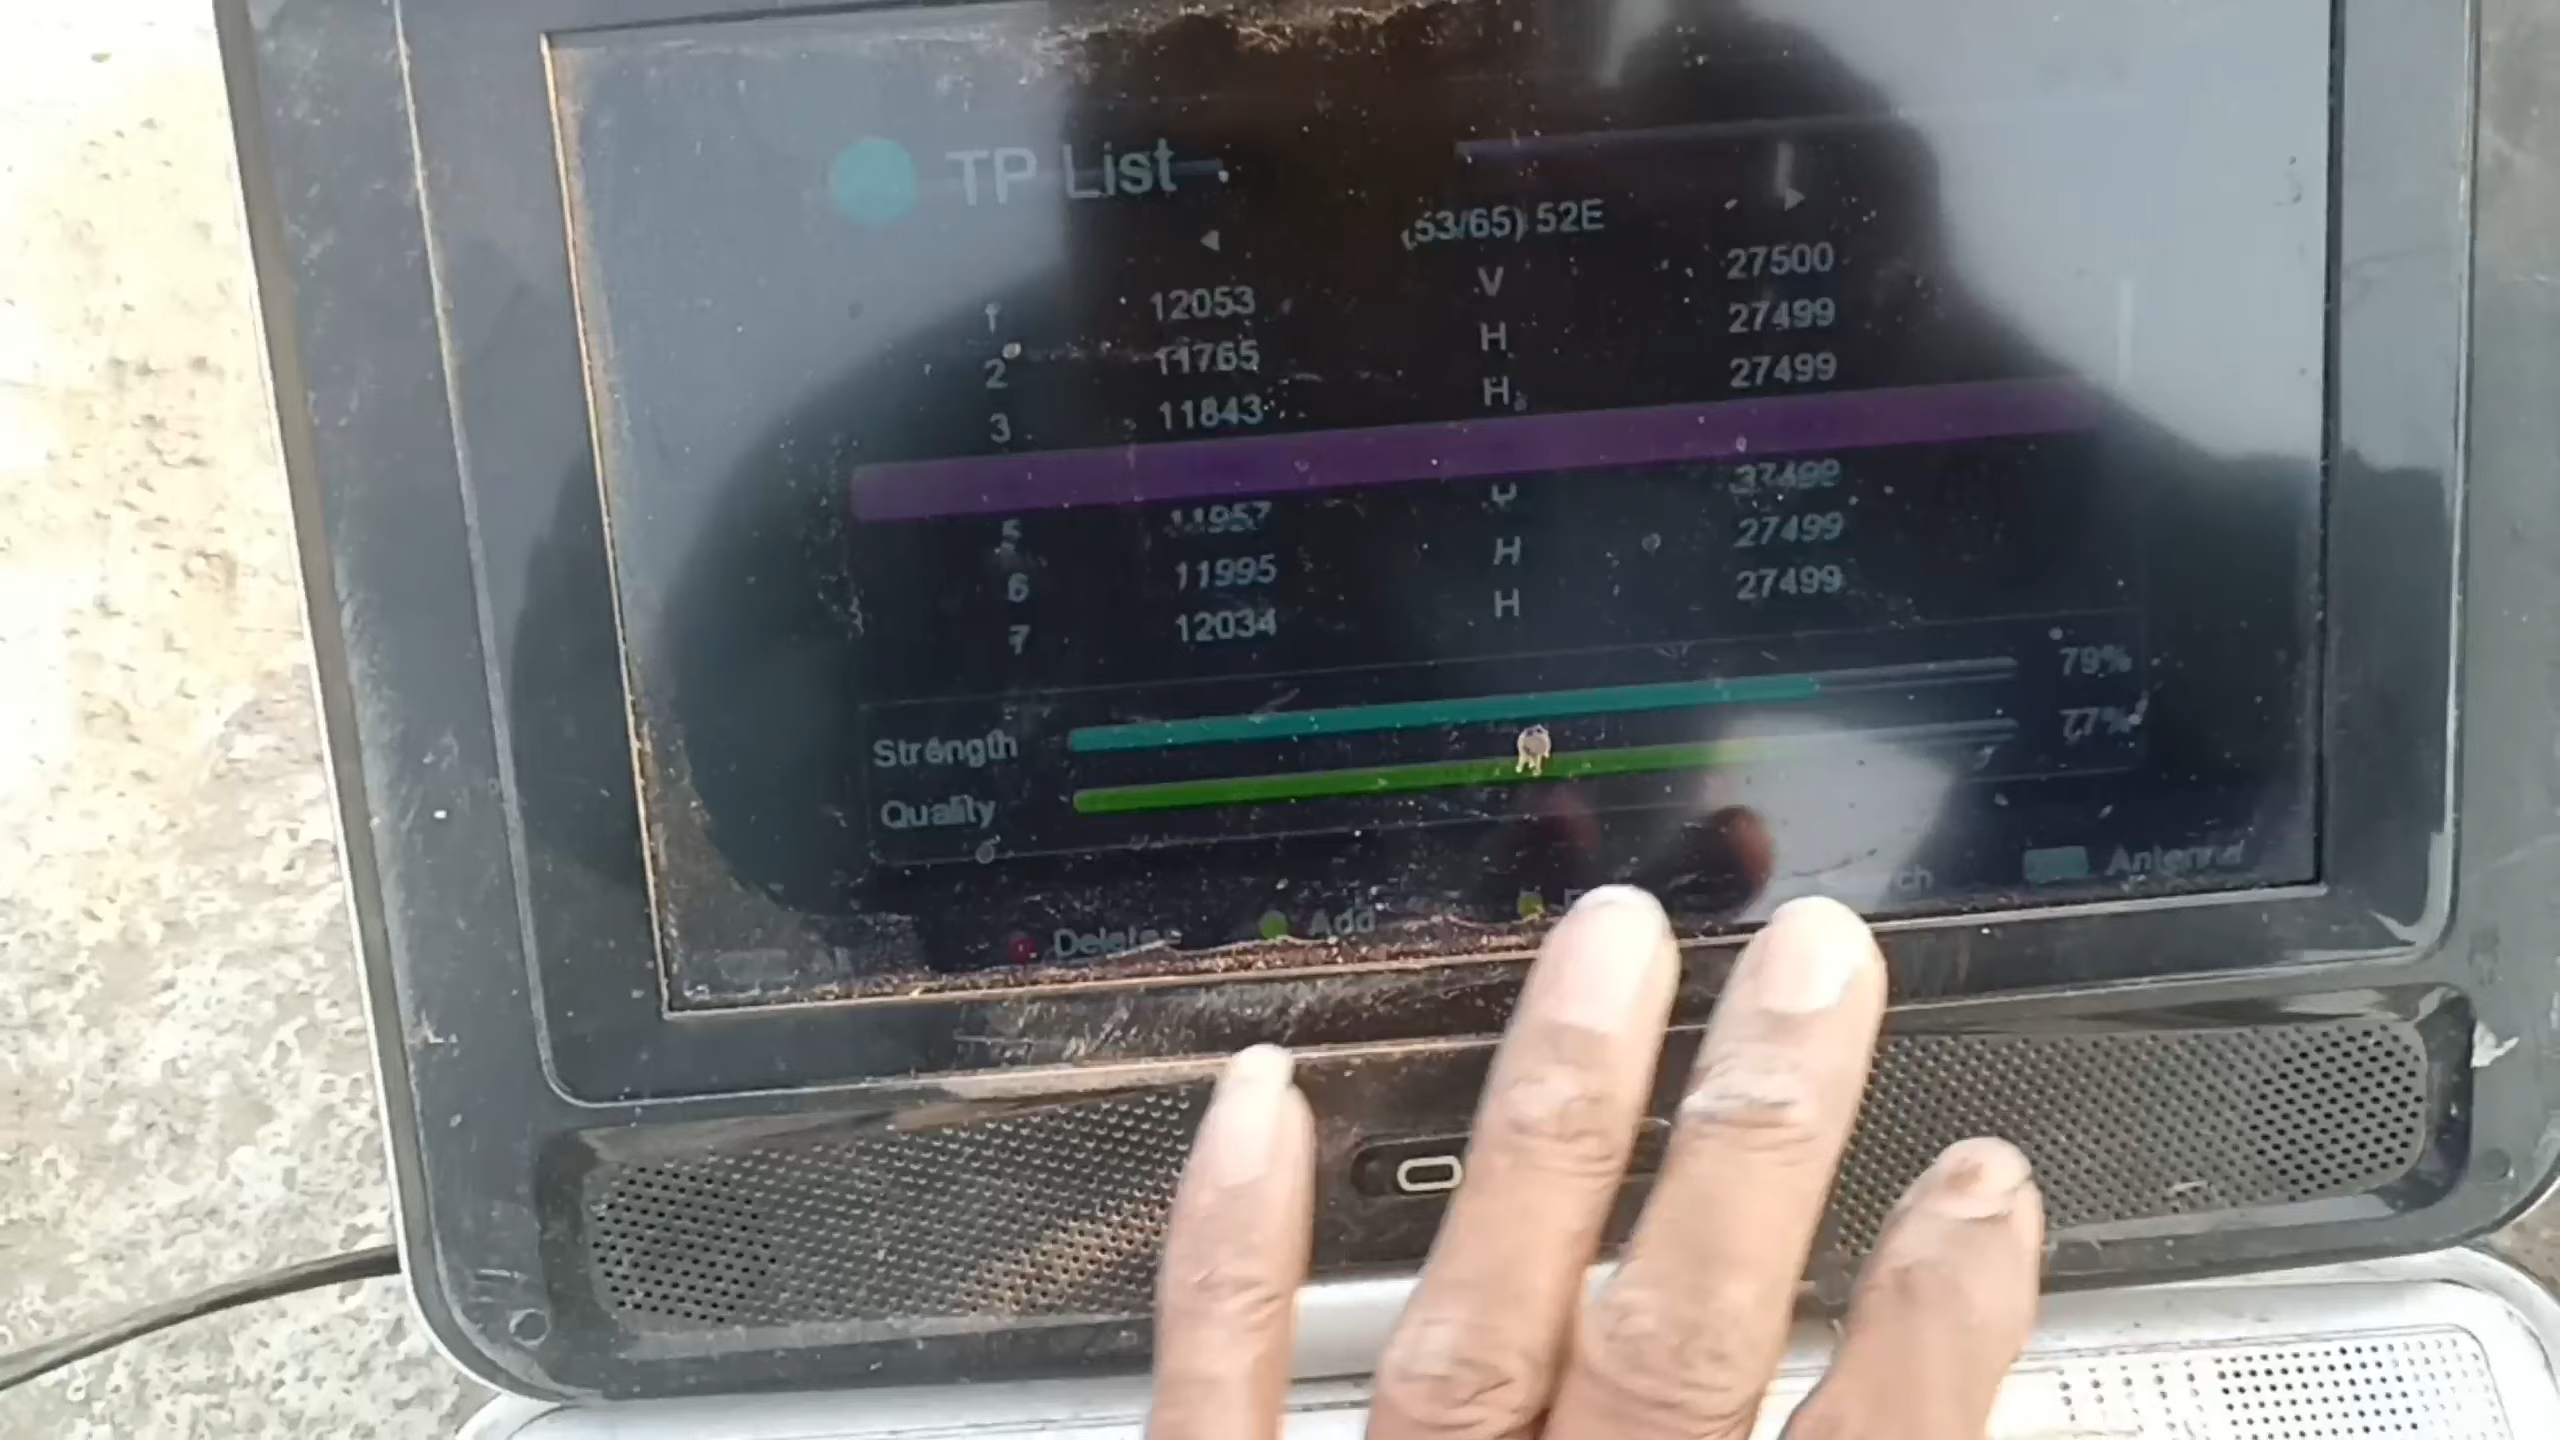 TP List
(53/65) 52E
1 12053 V 27500
2 11765 H 27499
3 11843 H 27499
5 11957
6 11995 H 27499
7 12034 H 27499
Strength 79%
Quality 77%
Delete Add ch Antenna